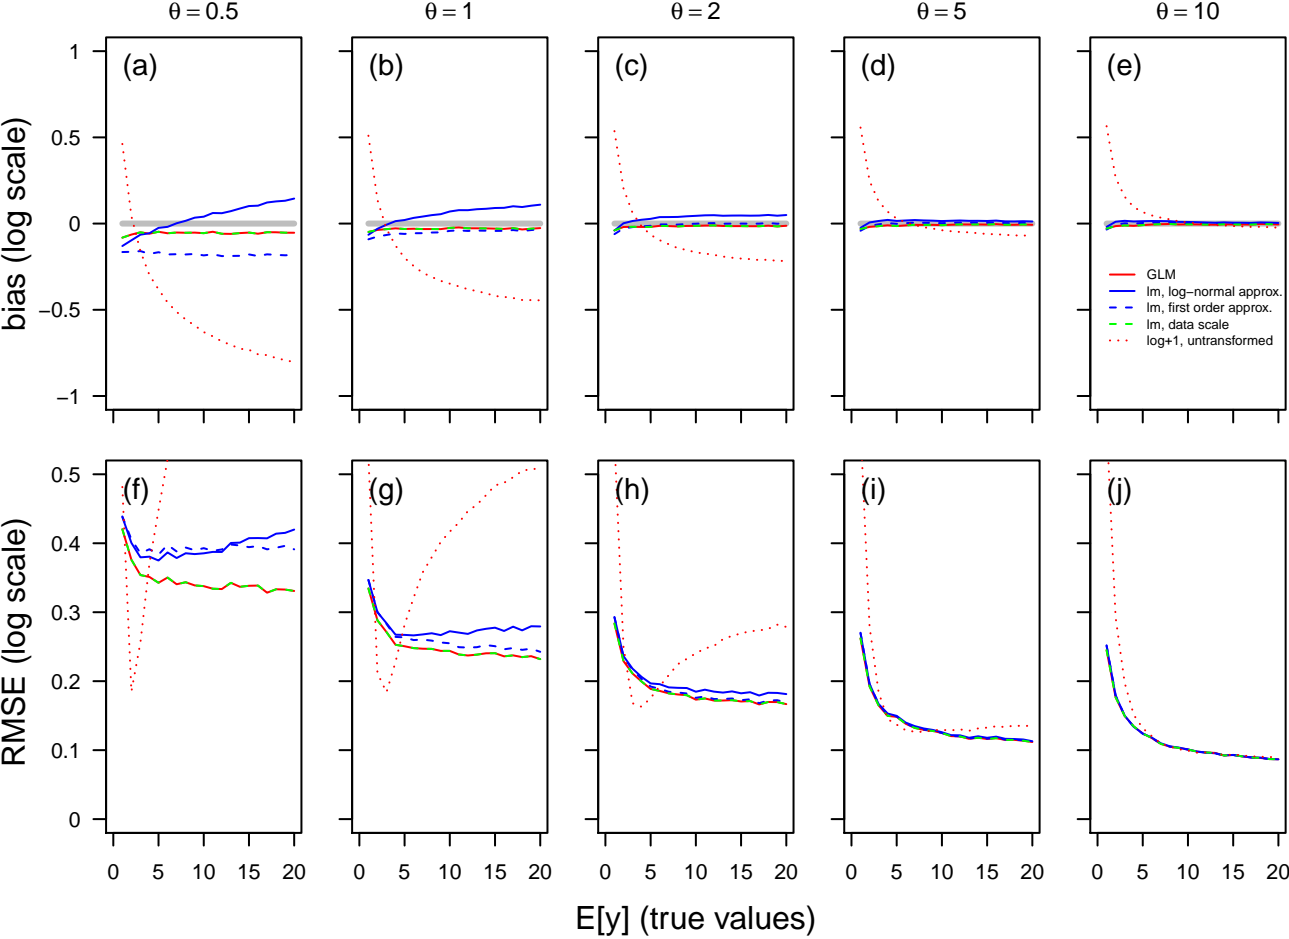 θ = 0.5 θ = 1 θ = 2 θ = 5 θ = 10
bias (log scale)
1
0.5
0
−0.5
−1
(a) (b) (c) (d) (e)
GLM
lm, log−normal approx.
lm, first order approx.
lm, data scale
log+1, untransformed
RMSE (log scale)
0.5
0.4
0.3
0.2
0.1
0
(f) (g) (h) (i) (j)
0 5 10 15 20 0 5 10 15 20 0 5 10 15 20 0 5 10 15 20 0 5 10 15 20
E[y] (true values)